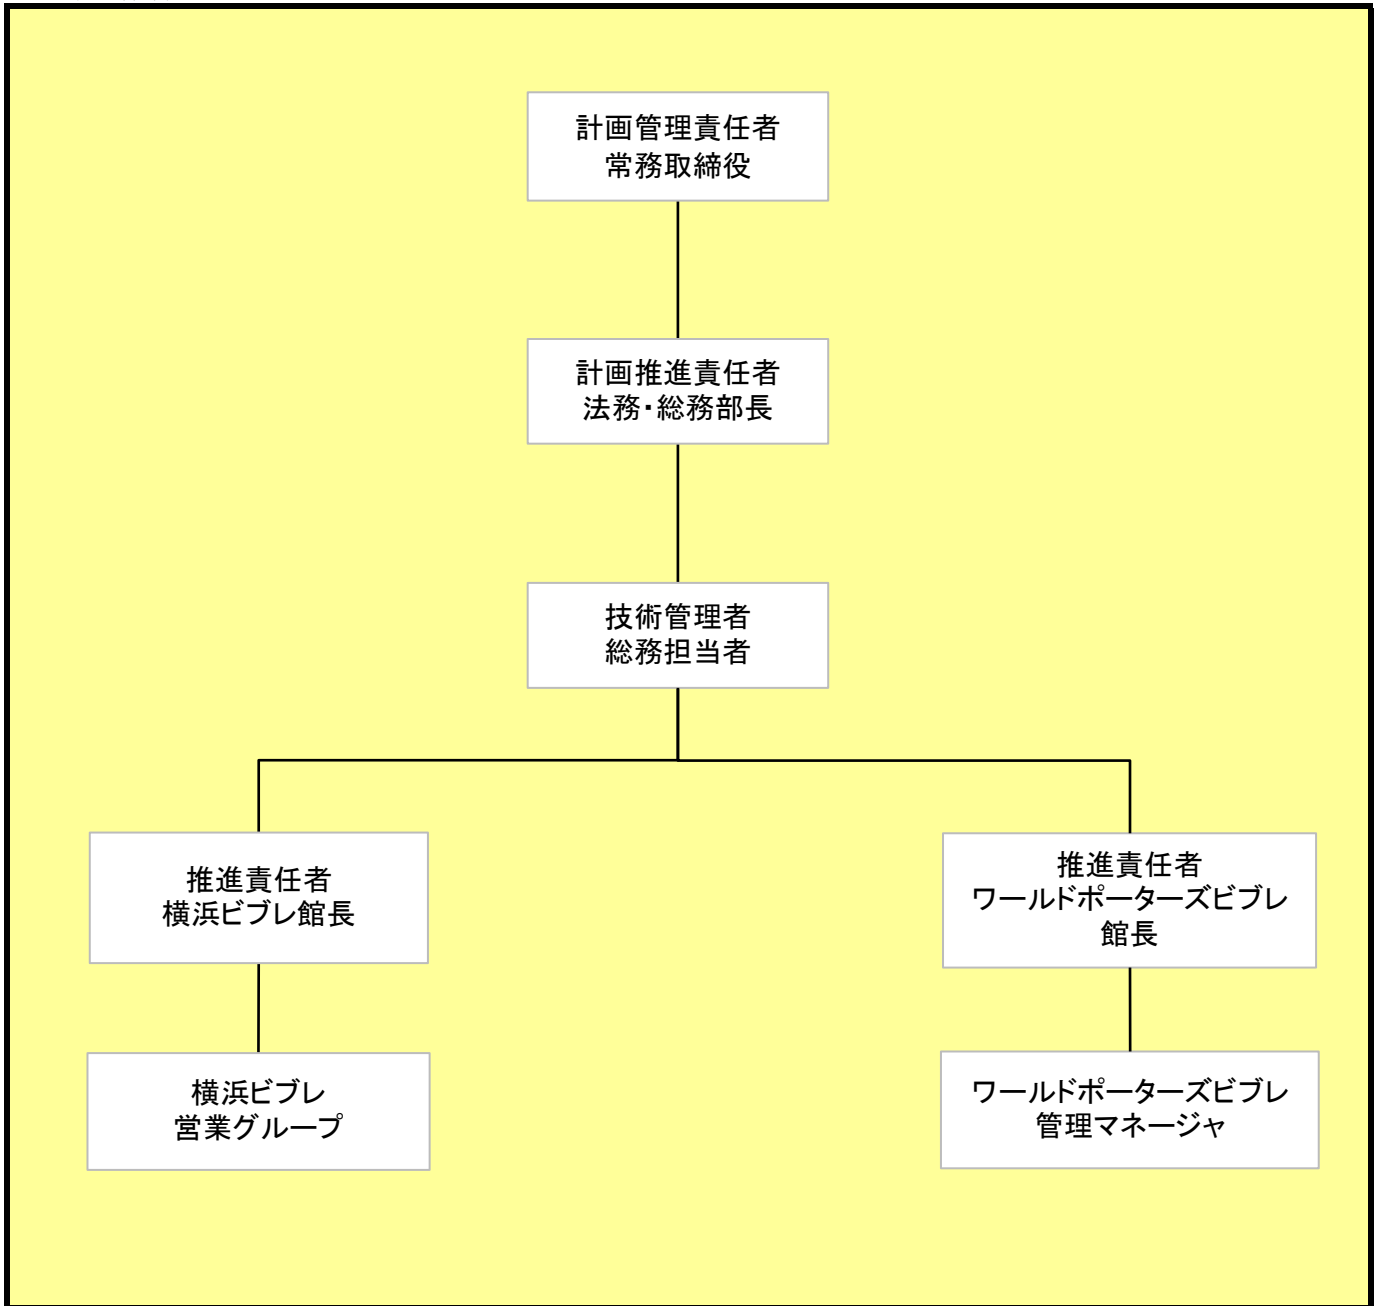 計画管理責任者
常務取締役
計画推進責任者
法務・総務部長
技術管理者
総務担当者
推進責任者
横浜ビブレ館長
推進責任者
ワールドポーターズビブレ
館長
横浜ビブレ
営業グループ
ワールドポーターズビブレ
管理マネージャ